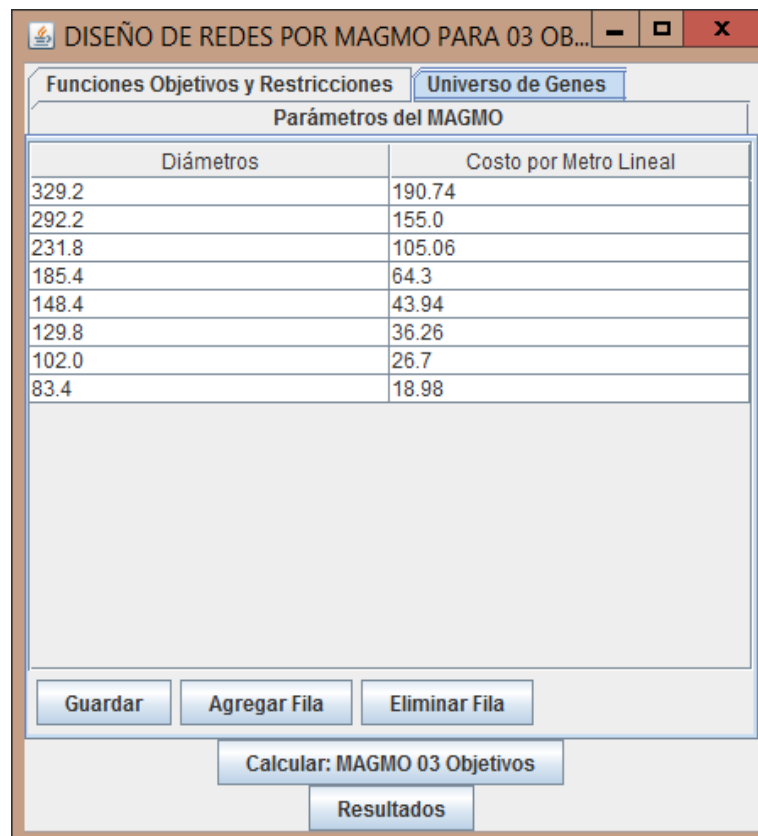 DISEÑO DE REDES POR MAGMO PARA 03 OB...
Funciones Objetivos y Restricciones Universo de Genes
Parámetros del MAGMO
Diámetros Costo por Metro Lineal
329.2 190.74
292.2 155.0
231.8 105.06
185.4 64.3
148.4 43.94
129.8 36.26
102.0 26.7
83.4 18.98
Guardar Agregar Fila Eliminar Fila
Calcular: MAGMO 03 Objetivos
Resultados